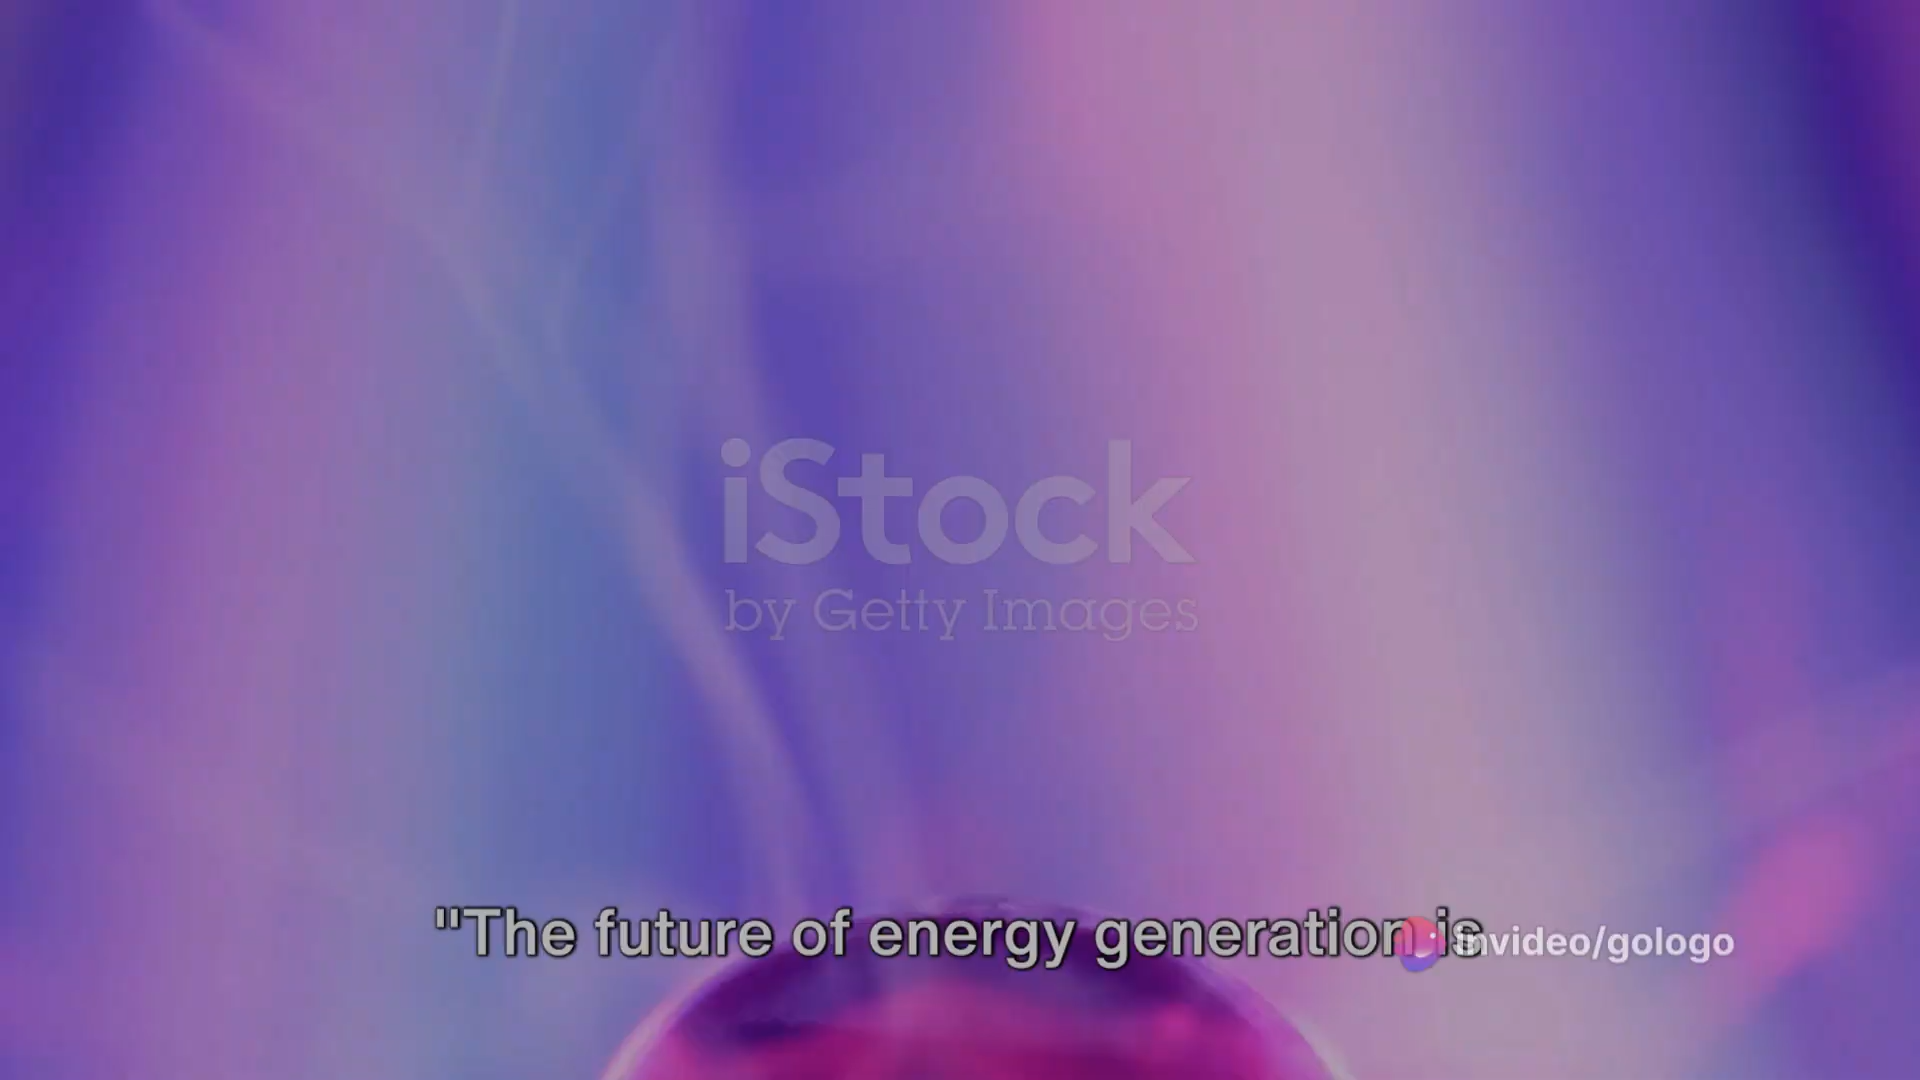 iStock
by Getty Images
"The future of energy generation is
invideo/gologo